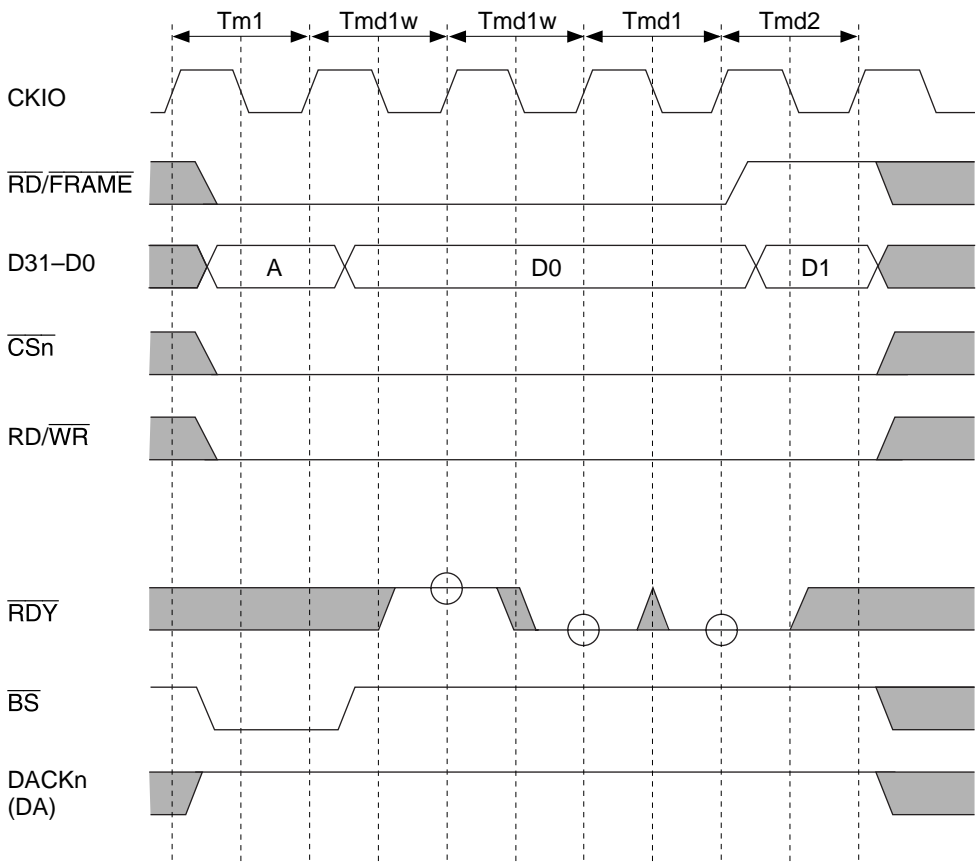 Tm1 Tmd1w Tmd1w Tmd1 Tmd2
CKIO
RD/FRAME
D31–D0 A D0 D1
CSn
RD/WR
RDY
BS
DACKn
(DA)